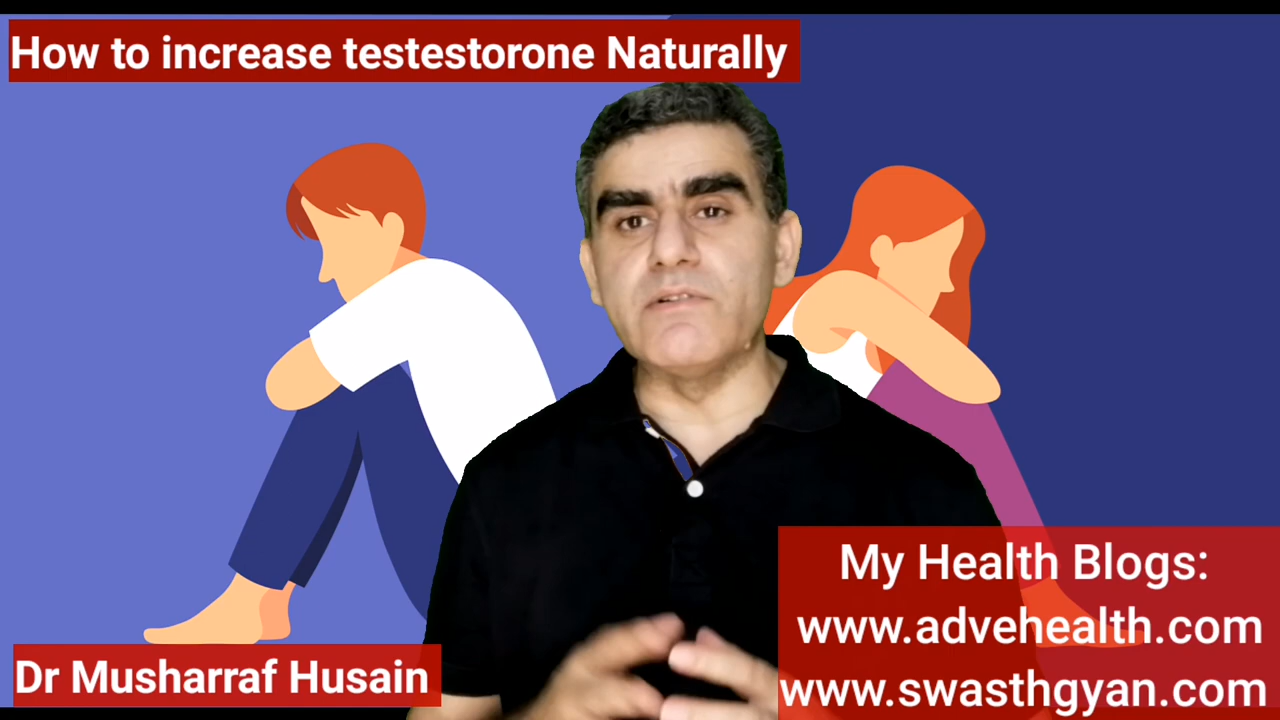 How to increase testestorone Naturally
Dr Musharraf Husain
My Health Blogs:
www.advehealth.com
www.swasthgyan.com